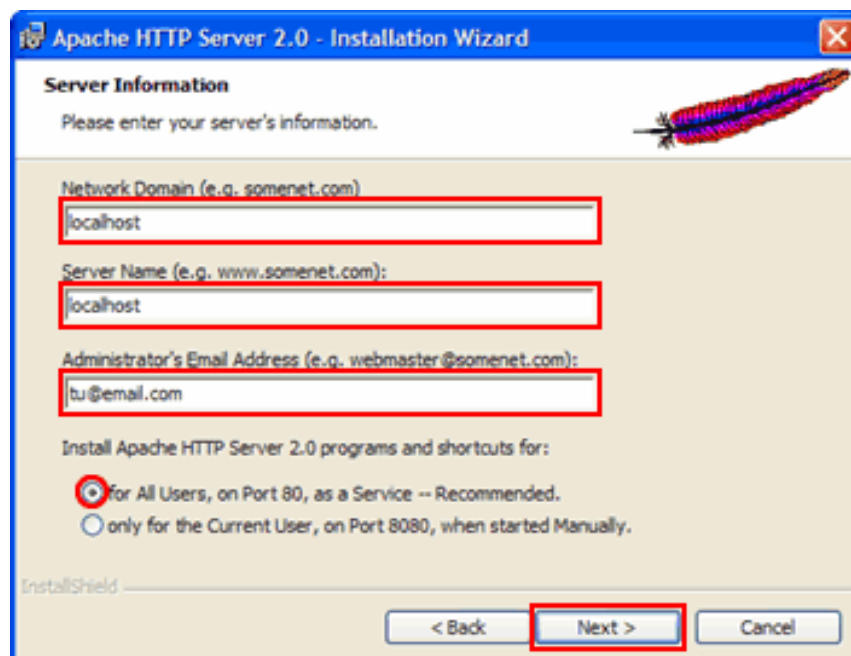 Apache HTTP Server 2.0 - Installation Wizard
Server Information
Please enter your server's information.
Network Domain (e.g. somenet.com)
localhost
Server Name (e.g. www.somenet.com):
localhost
Administrator's Email Address (e.g. webmaster@somenet.com):
tu@email.com
Install Apache HTTP Server 2.0 programs and shortcuts for:
for All Users, on Port 80, as a Service -- Recommended.
only for the Current User, on Port 8080, when started Manually.
InstallShield
< Back Next > Cancel